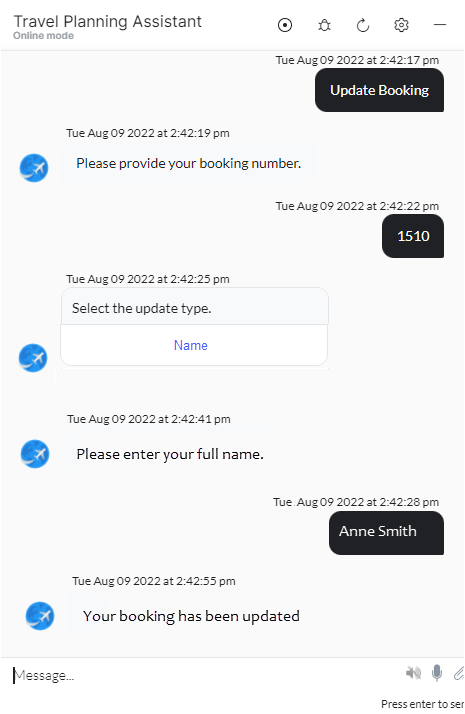 Travel Planning Assistant
Online mode
Tue Aug 09 2022 at 2:42:17 pm
Update Booking
Tue Aug 09 2022 at 2:42:19 pm
Please provide your booking number.
Tue Aug 09 2022 at 2:42:22 pm
1510
Tue Aug 09 2022 at 2:42:25 pm
Select the update type.
Name
Tue Aug 09 2022 at 2:42:41 pm
Please enter your full name.
Tue Aug 09 2022 at 2:42:28 pm
Anne Smith
Tue Aug 09 2022 at 2:42:55 pm
Your booking has been updated
Message...
Press enter to ser